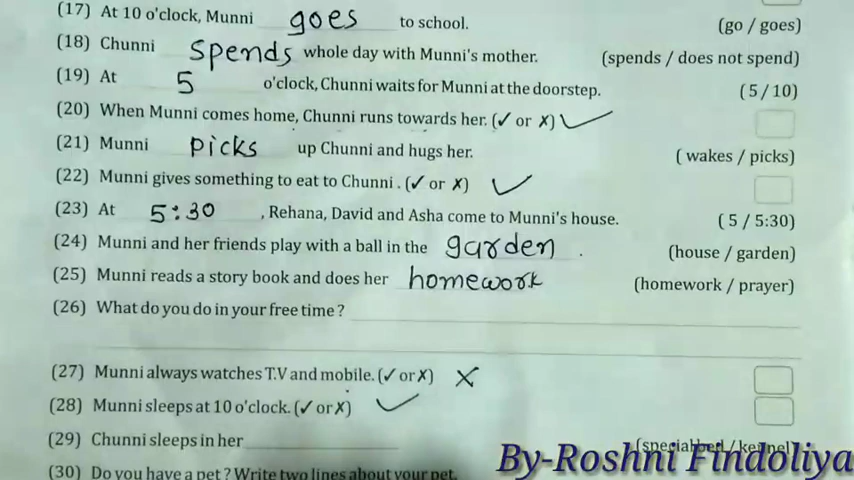 (17) At 10 o'clock, Munni goes to school. (go / goes)
(18) Chunni spends whole day with Munni's mother. (spends / does not spend)
(19) At 5 o'clock, Chunni waits for Munni at the doorstep. (5 / 10)
(20) When Munni comes home, Chunni runs towards her. (✓ or ✗) ✓
(21) Munni picks up Chunni and hugs her. ( wakes / picks)
(22) Munni gives something to eat to Chunni . (✓ or ✗) ✓
(23) At 5:30 , Rehana, David and Asha come to Munni's house. ( 5 / 5:30)
(24) Munni and her friends play with a ball in the garden . (house / garden)
(25) Munni reads a story book and does her homework (homework / prayer)
(26) What do you do in your free time ?
(27) Munni always watches T.V and mobile. (✓ or ✗) ✗
(28) Munni sleeps at 10 o'clock. (✓ or ✗) ✓
(29) Chunni sleeps in her (special bed / kennel)
(30) Do you have a pet ? Write two lines about your pet.
By-Roshni Findoliya